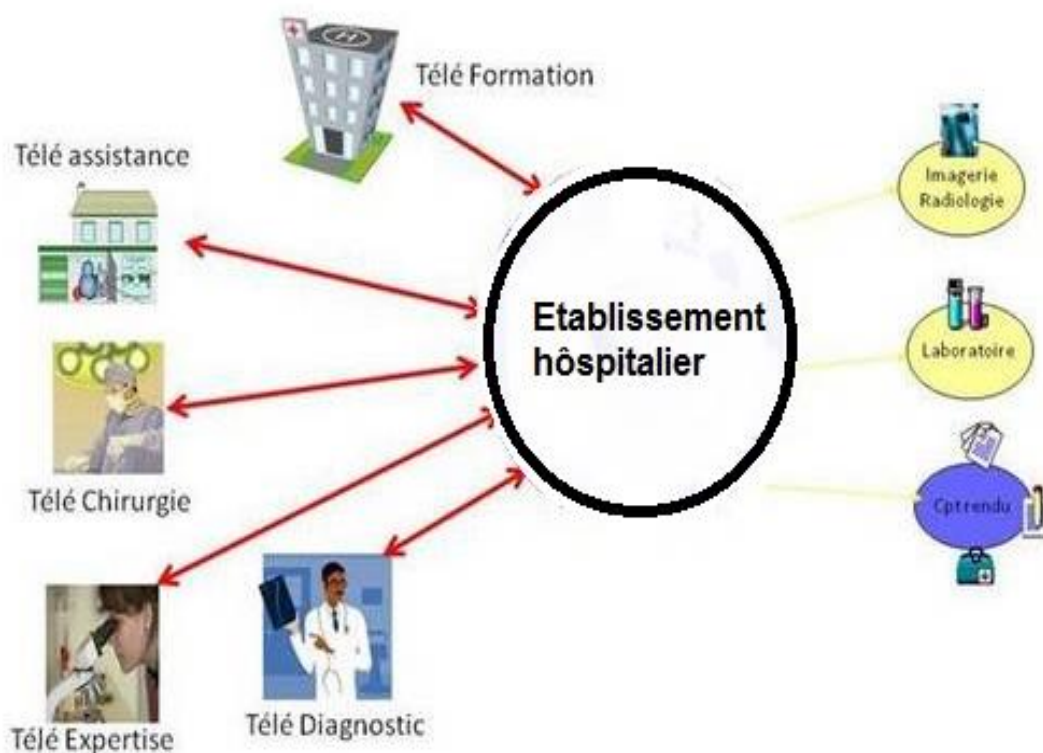 H
Télé Formation
Télé assistance
Imagerie
Radiologie
Etablissement
hôspitalier
Laboratoire
Télé Chirurgie
Cptrendu
Télé Expertise
Télé Diagnostic